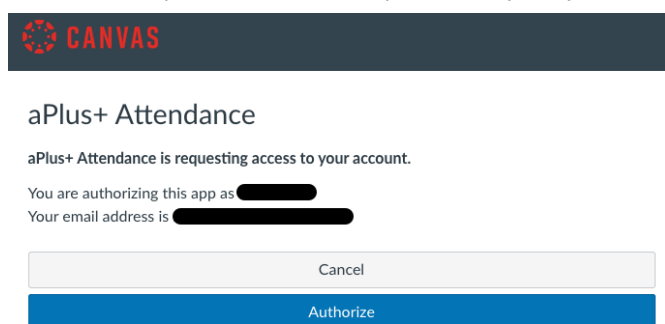 CANVAS
aPlus+ Attendance
aPlus+ Attendance is requesting access to your account.
You are authorizing this app as
Your email address is
Cancel
Authorize